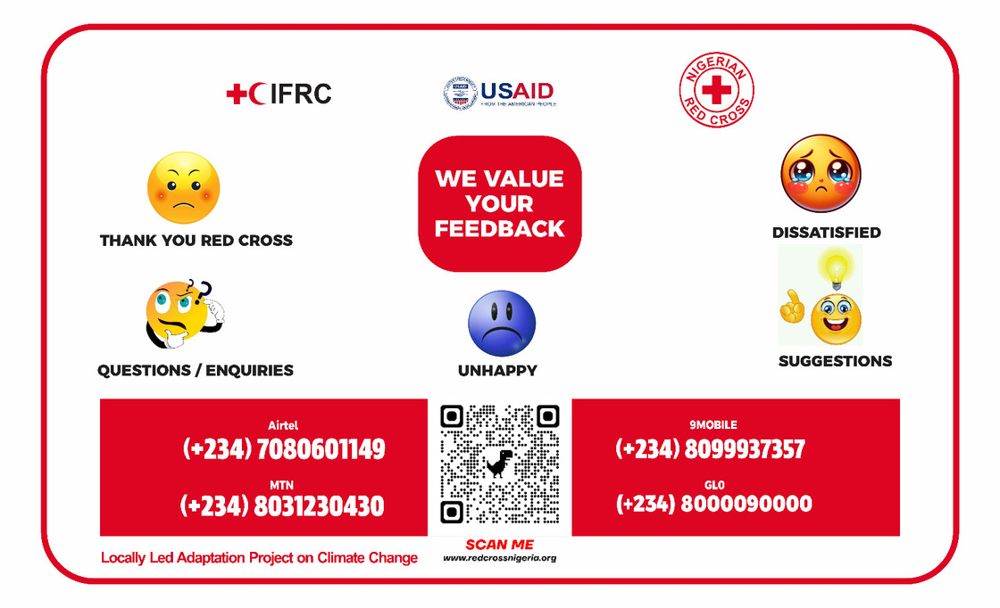 IFRC
USAID
FROM THE AMERICAN PEOPLE
NIGERIAN
RED CROSS
WE VALUE
YOUR
FEEDBACK
THANK YOU RED CROSS
DISSATISFIED
QUESTIONS / ENQUIRIES
UNHAPPY
SUGGESTIONS
Airtel
(+234) 7080601149
MTN
(+234) 8031230430
9MOBILE
(+234) 8099937357
GLO
(+234) 8000090000
SCAN ME
www.redcrossnigeria.org
Locally Led Adaptation Project on Climate Change